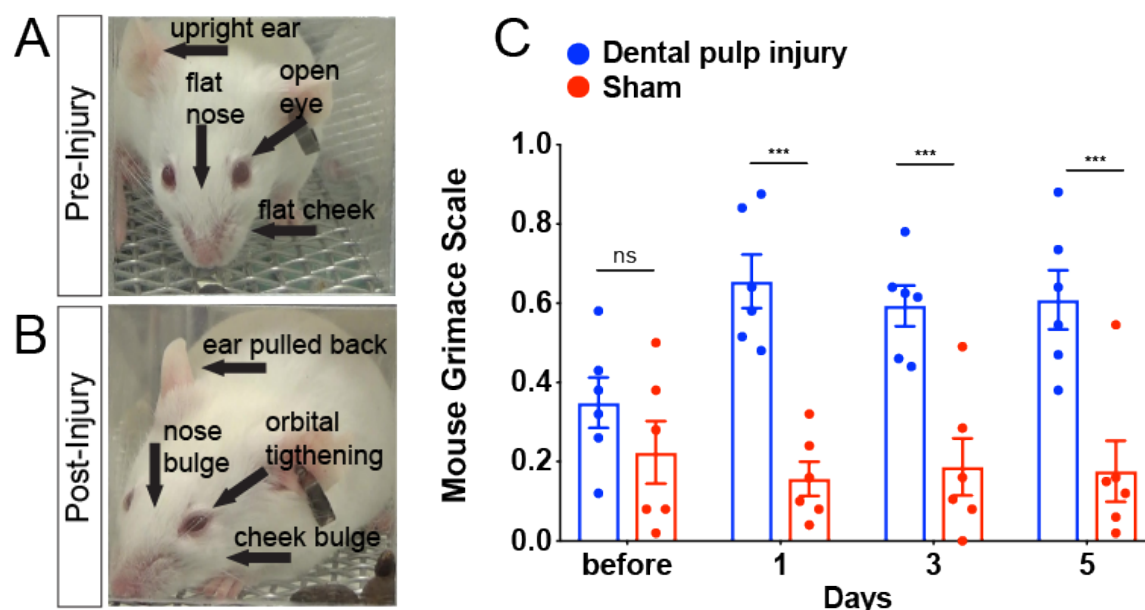 A
Pre-Injury
upright ear
flat
nose
open
eye
flat cheek
B
Post-Injury
ear pulled back
nose
bulge
orbital
tigthening
cheek bulge
C
Dental pulp injury
Sham
Mouse Grimace Scale
1.0
0.8
0.6
0.4
0.2
0.0
ns
***
***
***
before
1
3
5
Days